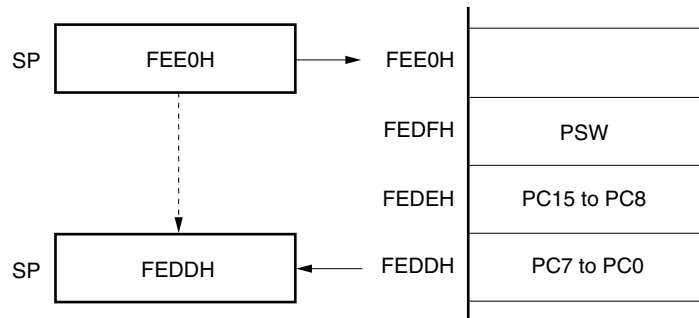 SP FEE0H FEE0H
FEDFH PSW
FEDEH PC15 to PC8
SP FEDDH FEDDH PC7 to PC0